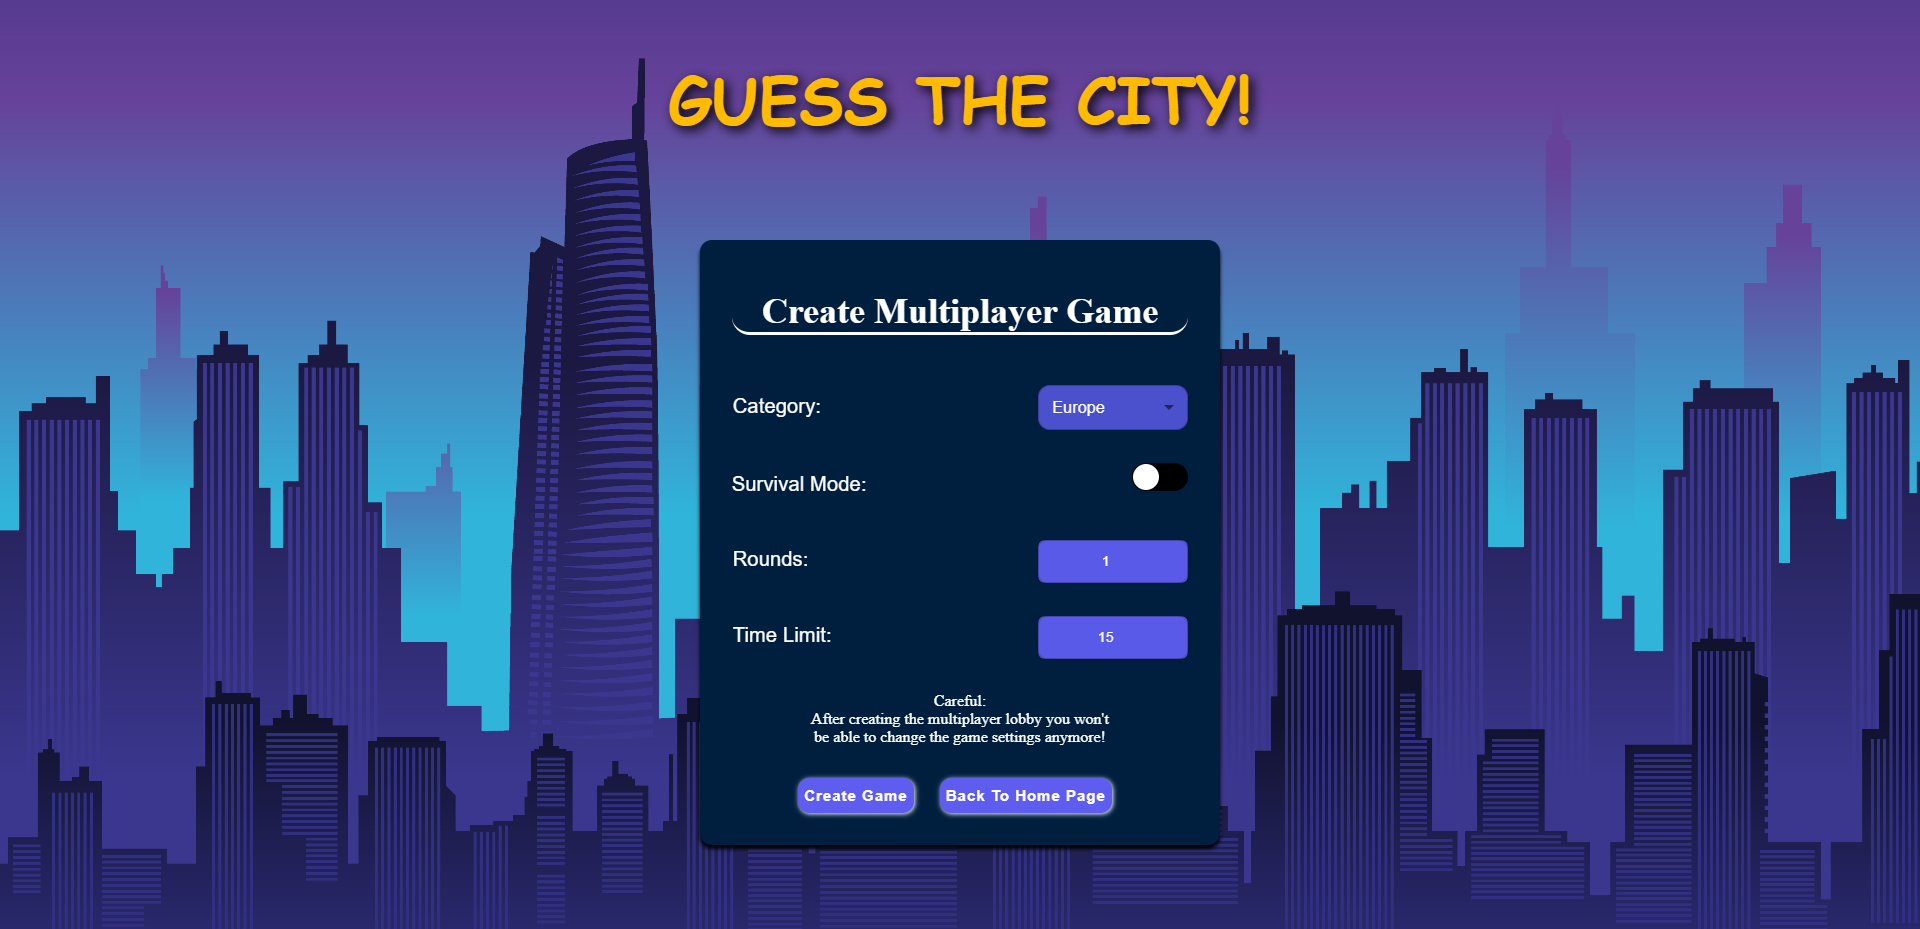 GUESS THE CITY!
Create Multiplayer Game
Category:
Europe
Survival Mode:
Rounds:
1
Time Limit:
15
Careful:
After creating the multiplayer lobby you won't
be able to change the game settings anymore!
Create Game
Back To Home Page